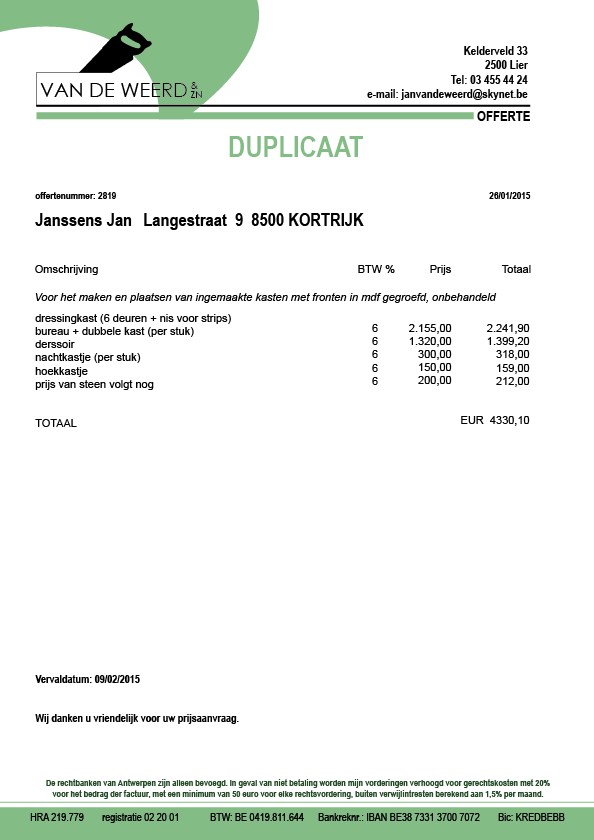 VAN DE WEERD & ZN
Kelderveld 33
2500 Lier
Tel: 03 455 44 24
e-mail: janvandeweerd@skynet.be
OFFERTE
DUPLICAAT
offertenummer: 2819 26/01/2015
Janssens Jan Langestraat 9 8500 KORTRIJK
Omschrijving BTW % Prijs Totaal
Voor het maken en plaatsen van ingemaakte kasten met fronten in mdf gegroefd, onbehandeld
dressingkast (6 deuren + nis voor strips)
bureau + dubbele kast (per stuk) 6 2.155,00 2.241,90
derssoir 6 1.320,00 1.399,20
nachtkastje (per stuk) 6 300,00 318,00
hoekkastje 6 150,00 159,00
prijs van steen volgt nog 6 200,00 212,00
TOTAAL EUR 4330,10
Vervaldatum: 09/02/2015
Wij danken u vriendelijk voor uw prijsaanvraag.
De rechtbanken van Antwerpen zijn alleen bevoegd. In geval van niet betaling worden mijn vorderingen verhoogd voor gerechtskosten met 20%
voor het bedrag der factuur, met een minimum van 50 euro voor elke rechtsvordering, buiten verwijlintresten berekend aan 1,5% per maand.
HRA 219.779 registratie 02 20 01 BTW: BE 0419.811.644 Bankreknr.: IBAN BE38 7331 3700 7072 Bic: KREDBEBB